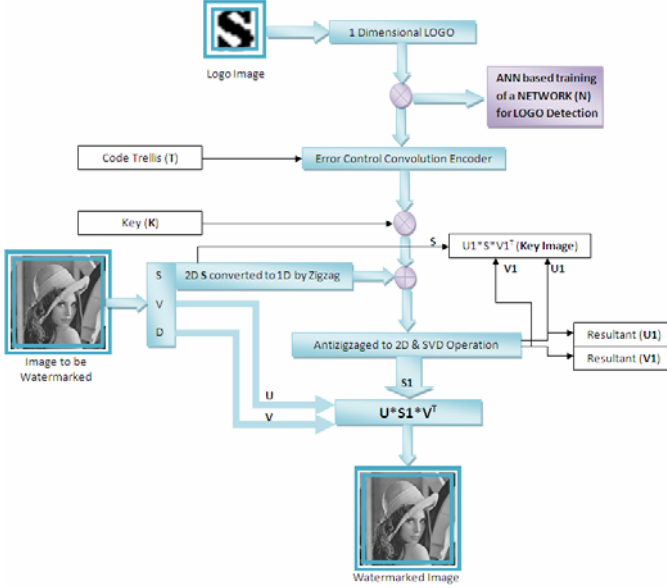 S
Logo Image
1 Dimensional LOGO
ANN based training
of a NETWORK (N)
for LOGO Detection
Code Trellis (T)
Error Control Convolution Encoder
Key (K)
S
U1*S*V1ᵀ (Key Image)
V1
U1
S
V
D
2D S converted to 1D by Zigzag
Image to be
Watermarked
Antizigzaged to 2D & SVD Operation
Resultant (U1)
Resultant (V1)
S1
U
V
U*S1*Vᵀ
Watermarked Image